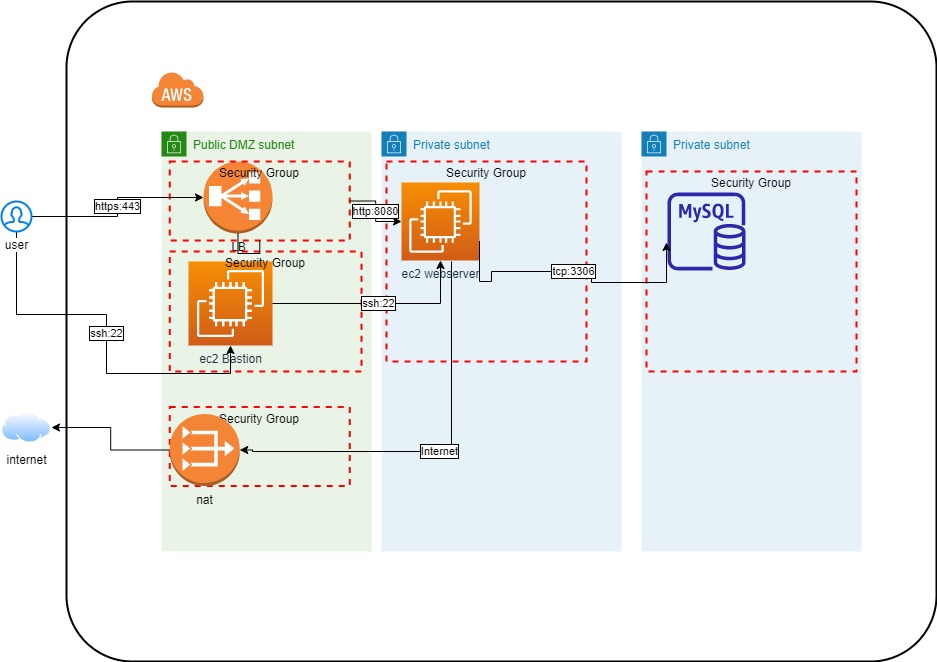 AWS
Public DMZ subnet
Private subnet
Private subnet
Security Group
Security Group
Security Group
MySQL
https:443
http:8080
user
LB
Security Group
ec2 webserver
tcp:3306
ssh:22
ssh:22
ec2 Bastion
Security Group
internet
Internet
nat